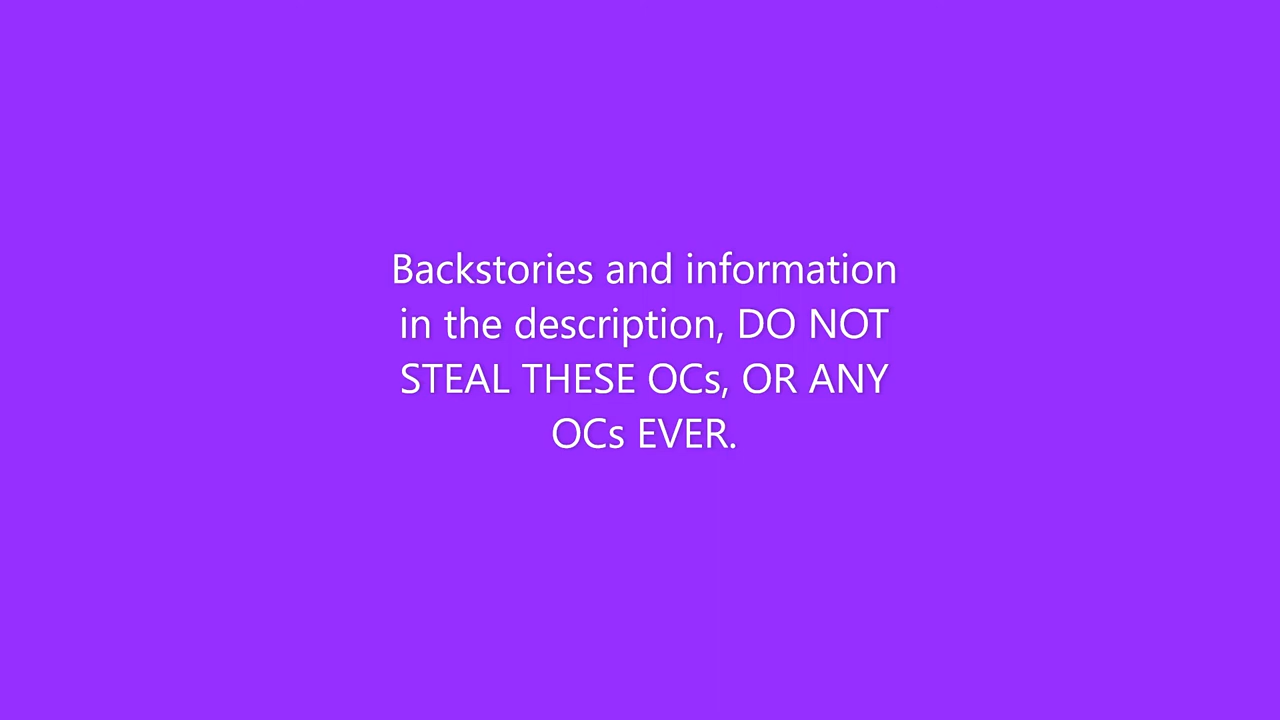 Backstories and information
in the description, DO NOT
STEAL THESE OCs, OR ANY
OCs EVER.